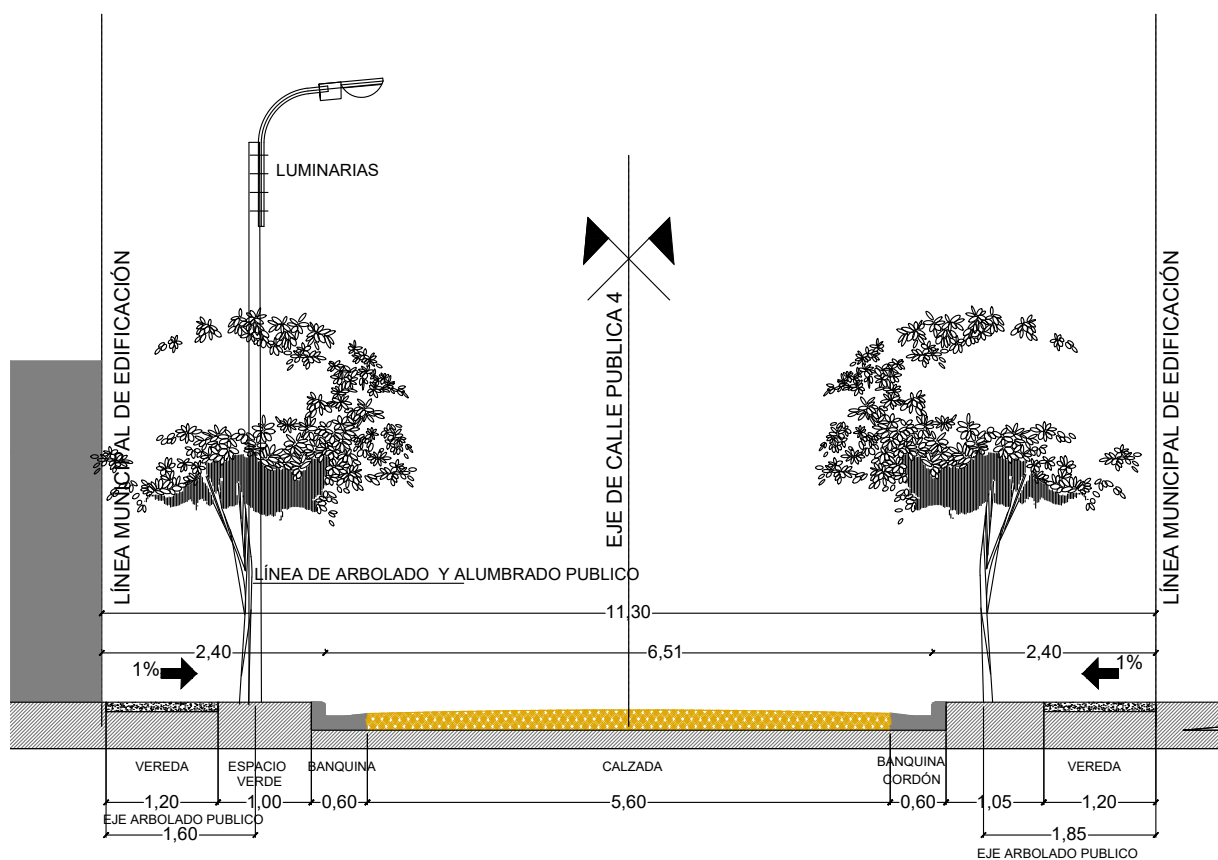 LUMINARIAS
LÍNEA MUNICIPAL DE EDIFICACIÓN
EJE DE CALLE PUBLICA 4
LÍNEA MUNICIPAL DE EDIFICACIÓN
LÍNEA DE ARBOLADO Y ALUMBRADO PUBLICO
11,30
2,40
6,51
2,40
1%
1%
VEREDA
ESPACIO
VERDE
BANQUINA
CALZADA
BANQUINA
CORDÓN
VEREDA
1,20
1,00
0,60
5,60
0,60
1,05
1,20
EJE ARBOLADO PUBLICO
1,60
1,85
EJE ARBOLADO PUBLICO